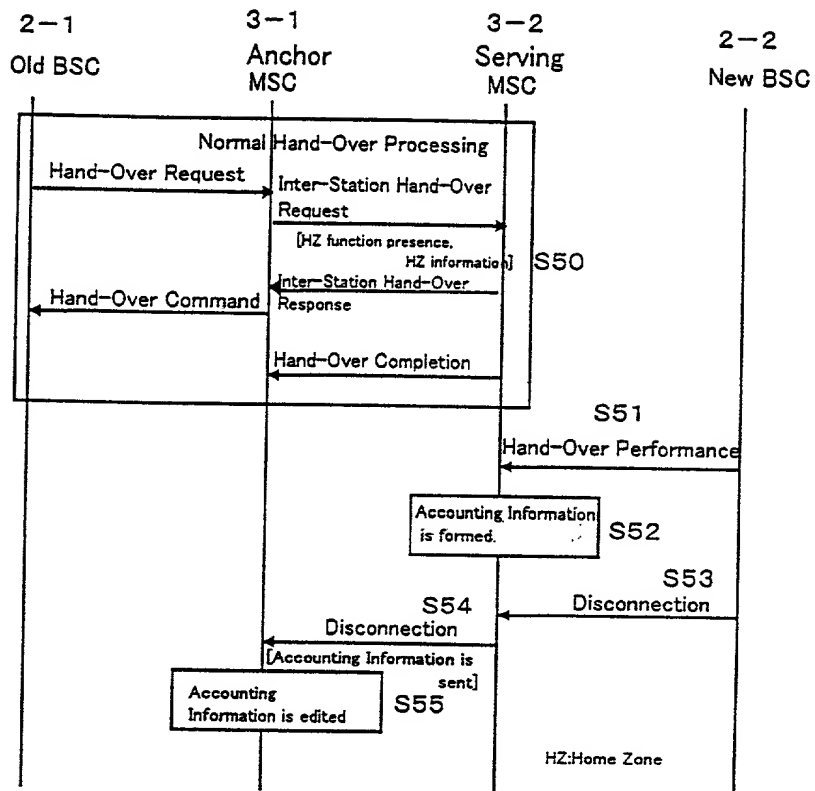 2-1
Old BSC
3-1
Anchor
MSC
3-2
Serving
MSC
2-2
New BSC
Normal Hand-Over Processing
Hand-Over Request
Inter-Station Hand-Over
Request
[HZ function presence,
HZ information]
S50
Inter-Station Hand-Over
Response
Hand-Over Command
Hand-Over Completion
S51
Hand-Over Performance
Accounting Information
is formed.
S52
S53
Disconnection
S54
Disconnection
[Accounting Information is
sent]
Accounting
Information is edited
S55
HZ:Home Zone